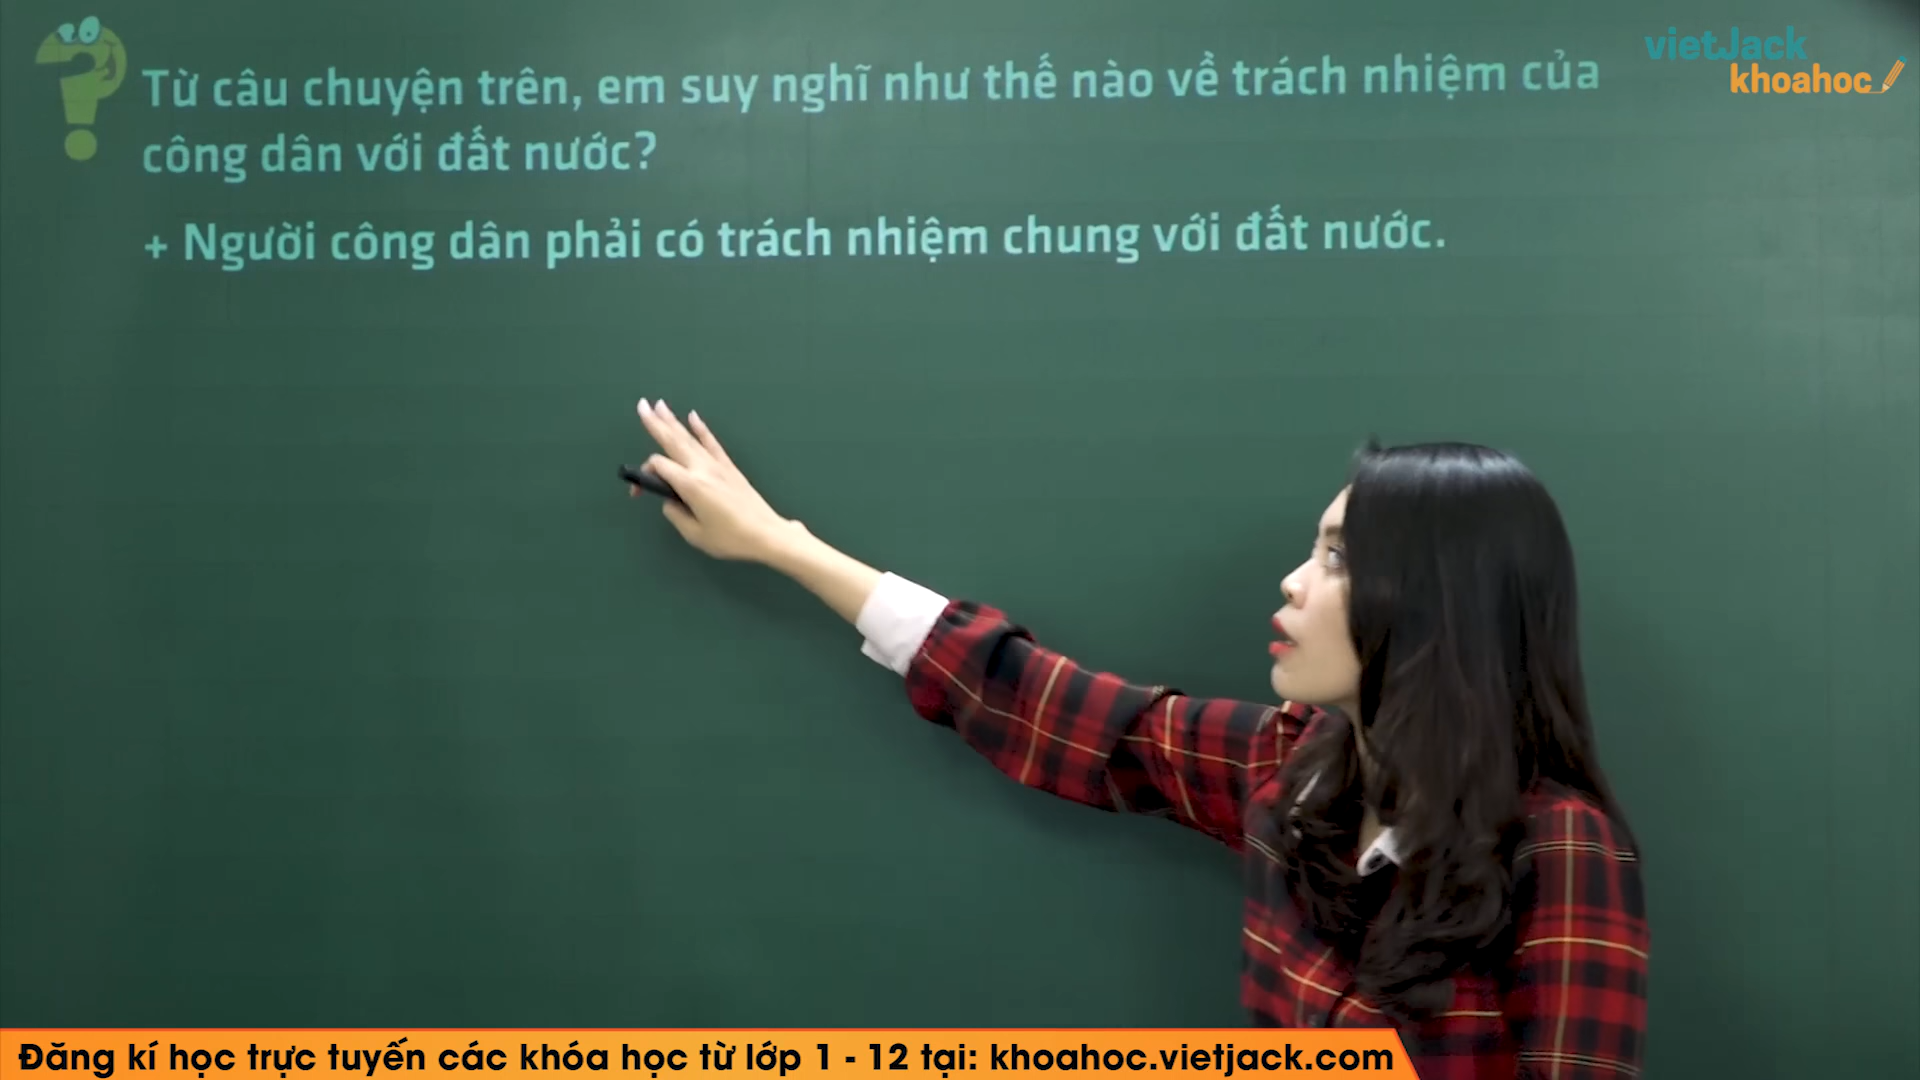 vietJack
khoahoc
Từ câu chuyện trên, em suy nghĩ như thế nào về trách nhiệm của
công dân với đất nước?
+ Người công dân phải có trách nhiệm chung với đất nước.
Đăng kí học trực tuyến các khóa học từ lớp 1 - 12 tại: khoahoc.vietjack.com